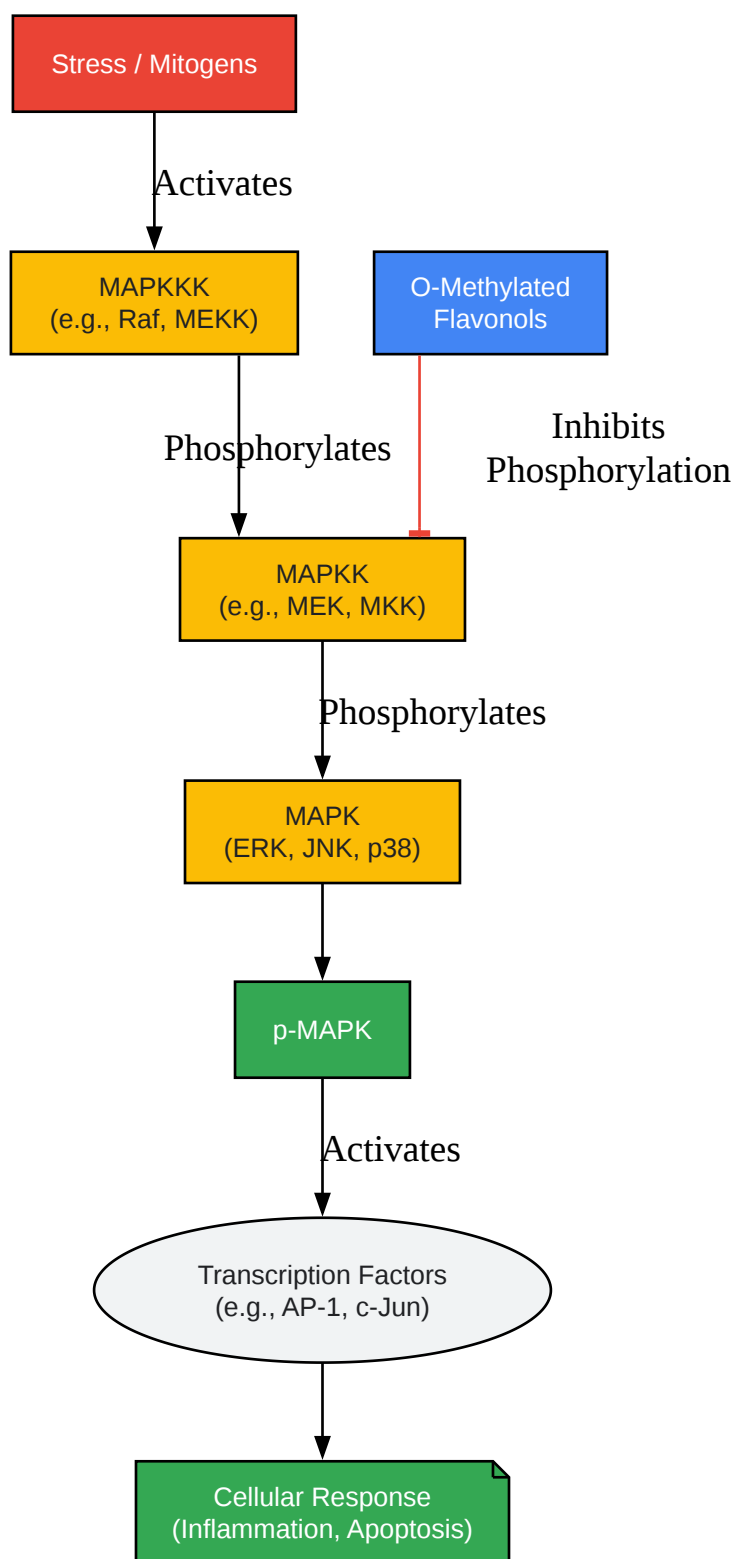 Stress / Mitogens
Activates
MAPKKK
(e.g., Raf, MEKK)
O-Methylated
Flavonols
Phosphorylates
Inhibits
Phosphorylation
MAPKK
(e.g., MEK, MKK)
Phosphorylates
MAPK
(ERK, JNK, p38)
p-MAPK
Activates
Transcription Factors
(e.g., AP-1, c-Jun)
Cellular Response
(Inflammation, Apoptosis)